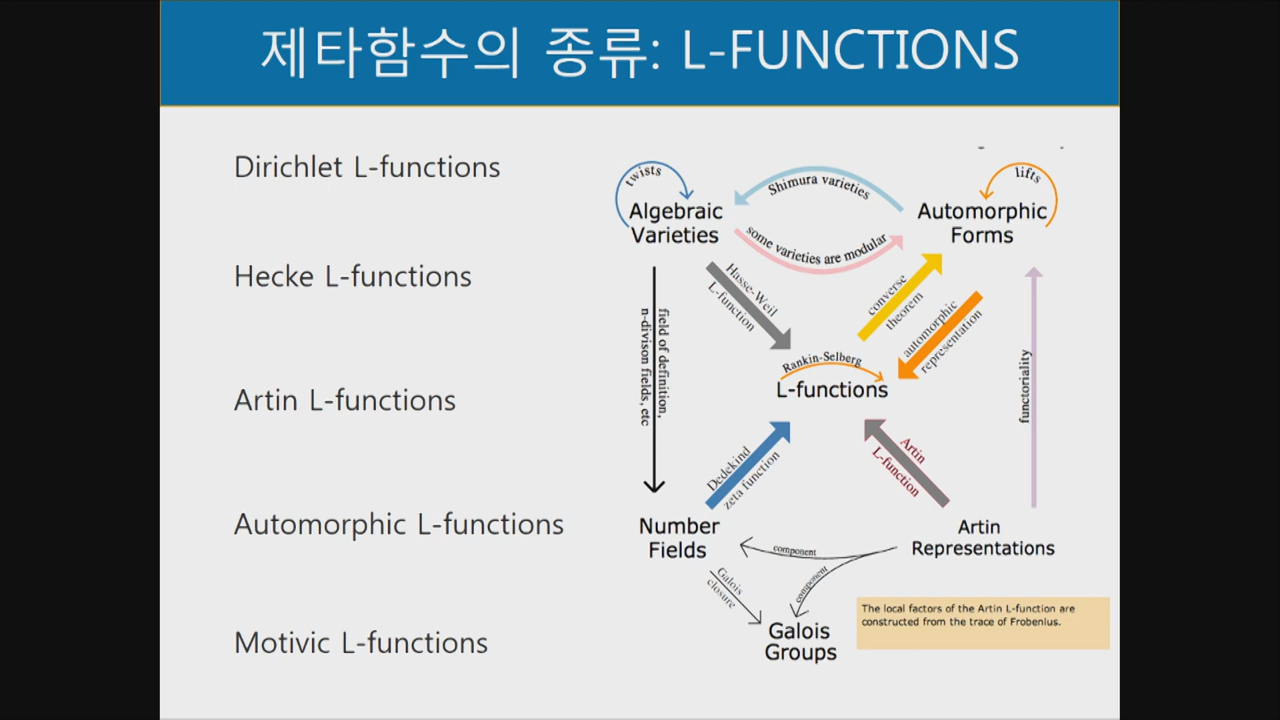 제타함수의 종류: L-FUNCTIONS
Dirichlet L-functions
Hecke L-functions
Artin L-functions
Automorphic L-functions
Motivic L-functions
twists
Algebraic
Varieties
Shimura varieties
some varieties are modular
lifts
Automorphic
Forms
Hasse-Weil
L-function
converse
theorem
automorphic
representation
field of definition,
n-divison fields, etc
Rankin-Selberg
L-functions
functoriality
Dedekind
zeta function
Artin
L-function
Number
Fields
Artin
Representations
component
component
Galois
closure
Galois
Groups
The local factors of the Artin L-function are
constructed from the trace of Frobenius.